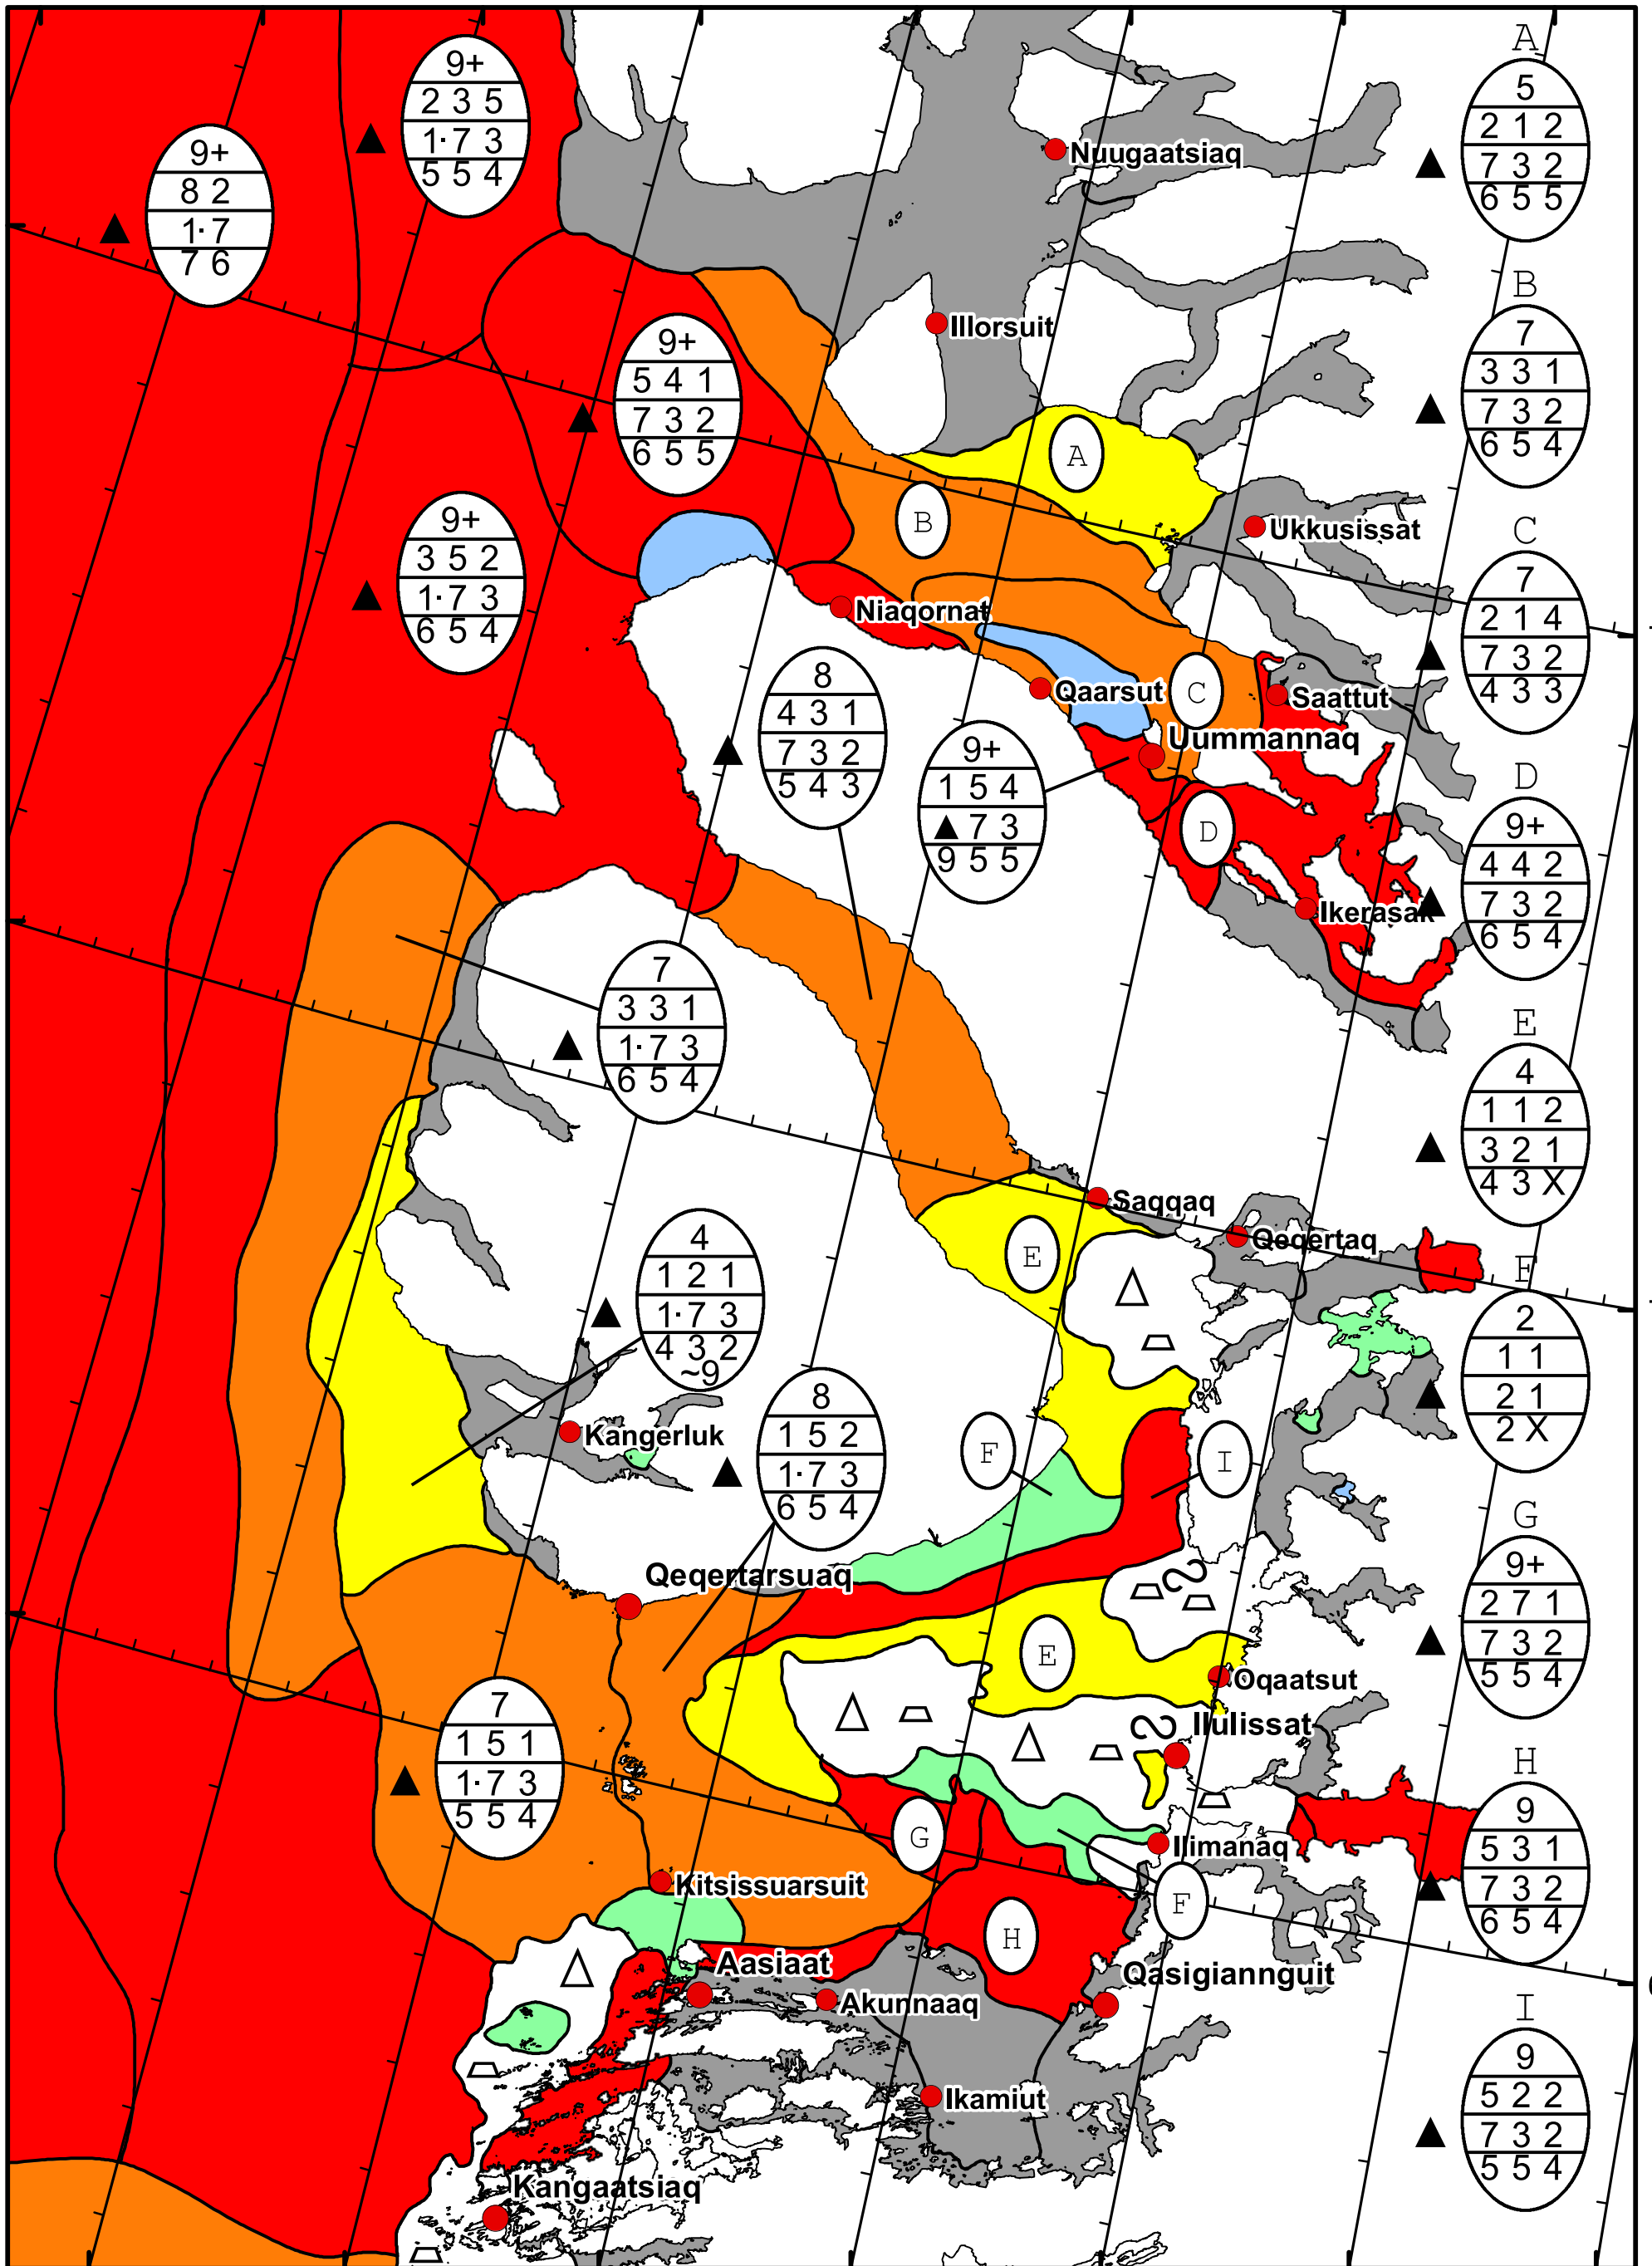 9+
2 3 5
1· 7 3
5 5 4
9+
8 2
1· 7
7 6
A
5
2 1 2
7 3 2
6 5 5
Nuugaatsiaq
Illorsuit
B
7
3 3 1
7 3 2
6 5 4
9+
5 4 1
7 3 2
6 5 5
A
B
Ukkusissat
9+
3 5 2
1· 7 3
6 5 4
C
7
2 1 4
7 3 2
4 3 3
Niaqornat
8
4 3 1
7 3 2
5 4 3
Qaarsut
C
Saattut
Uummannaq
9+
1 5 4
▲ 7 3
9 5 5
D
D
9+
4 4 2
7 3 2
6 5 4
Ikerasak
7
3 3 1
1· 7 3
6 5 4
E
4
1 1 2
3 2 1
4 3 X
Saqqaq
Qeqertaq
E
4
1 2 1
1· 7 3
4 3 2
~9
F
2
1 1
2 1
2 X
8
1 5 2
1· 7 3
6 5 4
Kangerluk
F
I
Qeqertarsuaq
G
9+
2 7 1
7 3 2
5 5 4
E
Oqaatsut
Ilulissat
7
1 5 1
1· 7 3
5 5 4
H
9
5 3 1
7 3 2
6 5 4
G
Ilimanaq
Kitsissuarsuit
F
H
Aasiaat
Qasigiannguit
Akunnaaq
I
9
5 2 2
7 3 2
5 5 4
Ikamiut
Kangaatsiaq